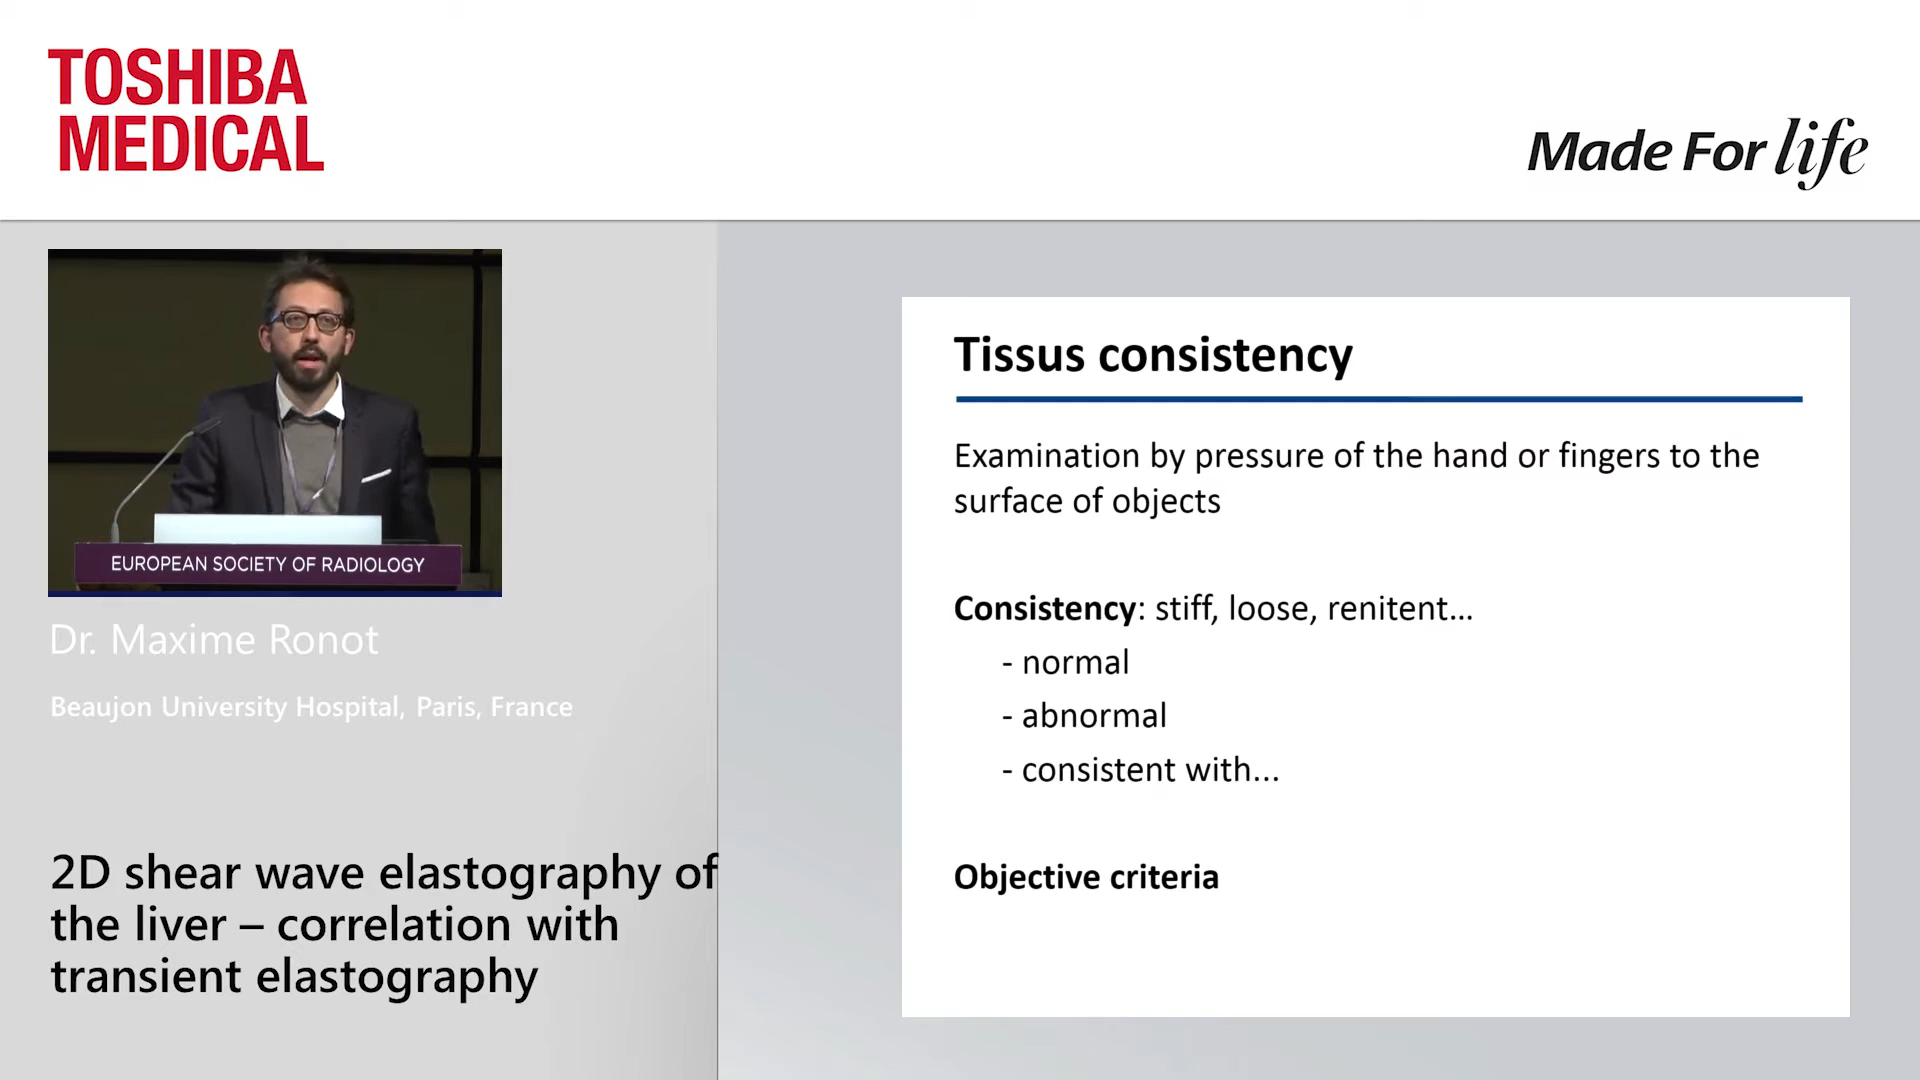 TOSHIBA
MEDICAL
Made For life
EUROPEAN SOCIETY OF RADIOLOGY
Dr. Maxime Ronot
Beaujon University Hospital, Paris, France
2D shear wave elastography of
the liver – correlation with
transient elastography
Tissus consistency
Examination by pressure of the hand or fingers to the
surface of objects
Consistency: stiff, loose, renitent...
- normal
- abnormal
- consistent with...
Objective criteria